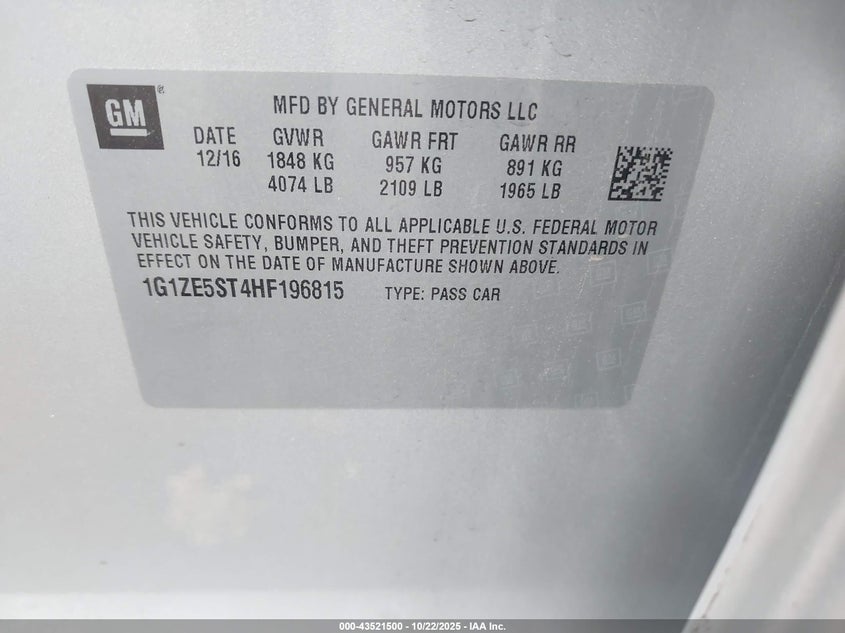 GM
MFD BY GENERAL MOTORS LLC
DATE GVWR GAWR FRT GAWR RR
12/16 1848 KG 957 KG 891 KG
4074 LB 2109 LB 1965 LB
THIS VEHICLE CONFORMS TO ALL APPLICABLE U.S. FEDERAL MOTOR
VEHICLE SAFETY, BUMPER, AND THEFT PREVENTION STANDARDS IN
EFFECT ON THE DATE OF MANUFACTURE SHOWN ABOVE.
1G1ZE5ST4HF196815 TYPE: PASS CAR
000-43521500 - 10/22/2025 - IAA Inc.